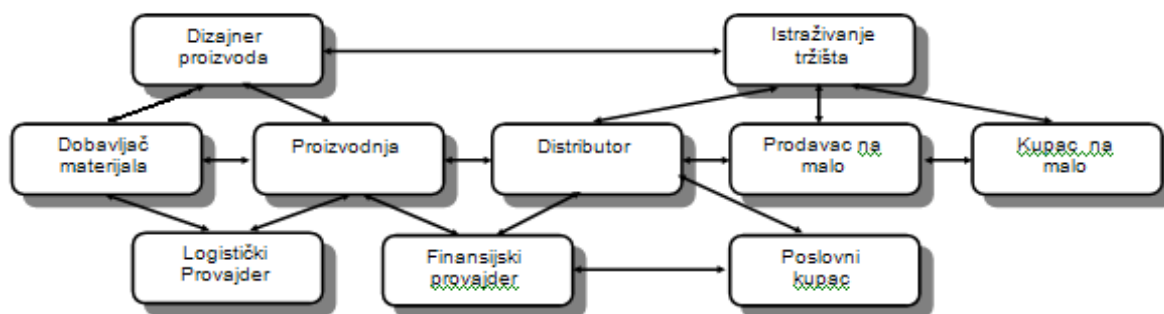 Dizajner
proizvoda
Istraživanje
tržišta
Dobavljač
materijala
Proizvodnja
Distributor
Prodavac na
malo
Kupac na
malo
Logistički
Provajder
Finansijski
provajder
Poslovni
kupac